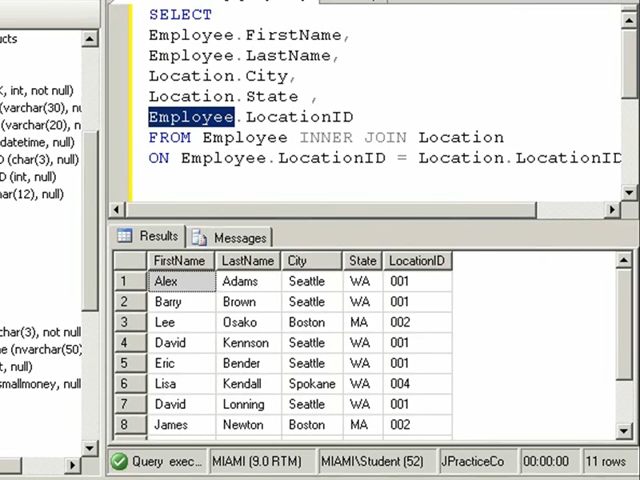 SELECT
Employee.FirstName,
Employee.LastName,
Location.City,
Location.State ,
Employee.LocationID
FROM Employee INNER JOIN Location
ON Employee.LocationID = Location.LocationID
ucts
, int, not null)
(varchar(30), nu
(varchar(20), n
datetime, null)
D (char(3), null)
D (int, null)
ar(12), null)
char(3), not null
e (nvarchar(50)
t, null)
smallmoney, null
Results Messages
FirstName LastName City State LocationID
1 Alex Adams Seattle WA 001
2 Barry Brown Seattle WA 001
3 Lee Osako Boston MA 002
4 David Kennson Seattle WA 001
5 Eric Bender Seattle WA 001
6 Lisa Kendall Spokane WA 004
7 David Lonning Seattle WA 001
8 James Newton Boston MA 002
Query exec... MIAMI (9.0 RTM) MIAMI\Student (52) JPracticeCo 00:00:00 11 rows